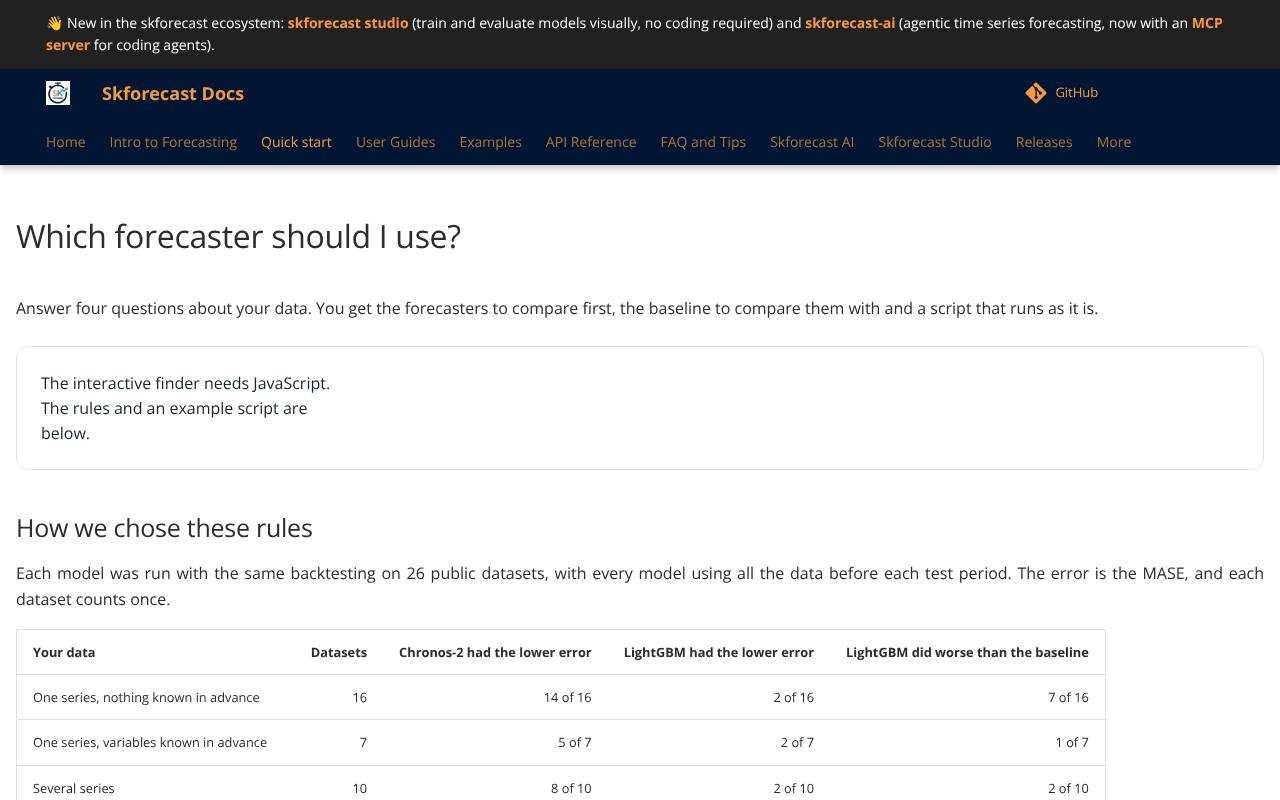 👋 New in the skforecast ecosystem: skforecast studio (train and evaluate models visually, no coding required) and skforecast-ai (agentic time series forecasting, now with an MCP
server for coding agents).
Skforecast Docs
GitHub
Home Intro to Forecasting Quick start User Guides Examples API Reference FAQ and Tips Skforecast AI Skforecast Studio Releases More
Which forecaster should I use?
Answer four questions about your data. You get the forecasters to compare first, the baseline to compare them with and a script that runs as it is.
The interactive finder needs JavaScript.
The rules and an example script are
below.
How we chose these rules
Each model was run with the same backtesting on 26 public datasets, with every model using all the data before each test period. The error is the MASE, and each
dataset counts once.
Your data Datasets Chronos-2 had the lower error LightGBM had the lower error LightGBM did worse than the baseline
One series, nothing known in advance 16 14 of 16 2 of 16 7 of 16
One series, variables known in advance 7 5 of 7 2 of 7 1 of 7
Several series 10 8 of 10 2 of 10 2 of 10